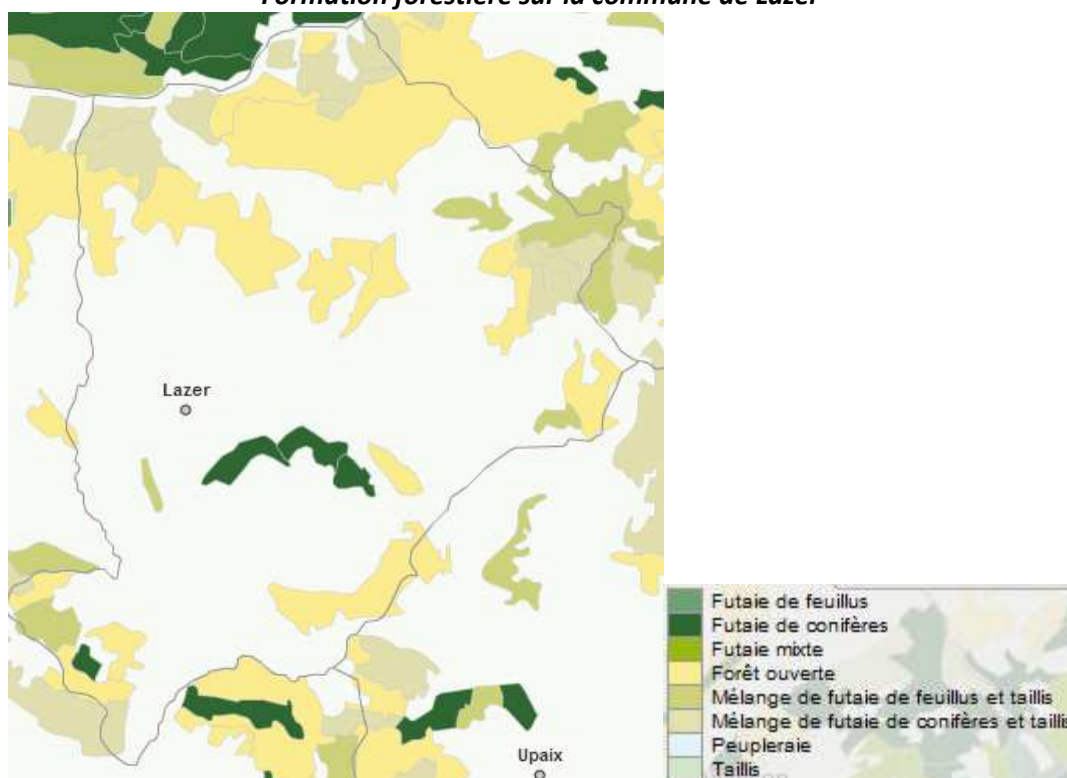 Formation forestière sur la commune de Lazer
Lazer
Upaix
Futaie de feuillus
Futaie de conifères
Futaie mixte
Forêt ouverte
Mélange de futaie de feuillus et taillis
Mélange de futaie de conifères et taillis
Peupleraie
Taillis